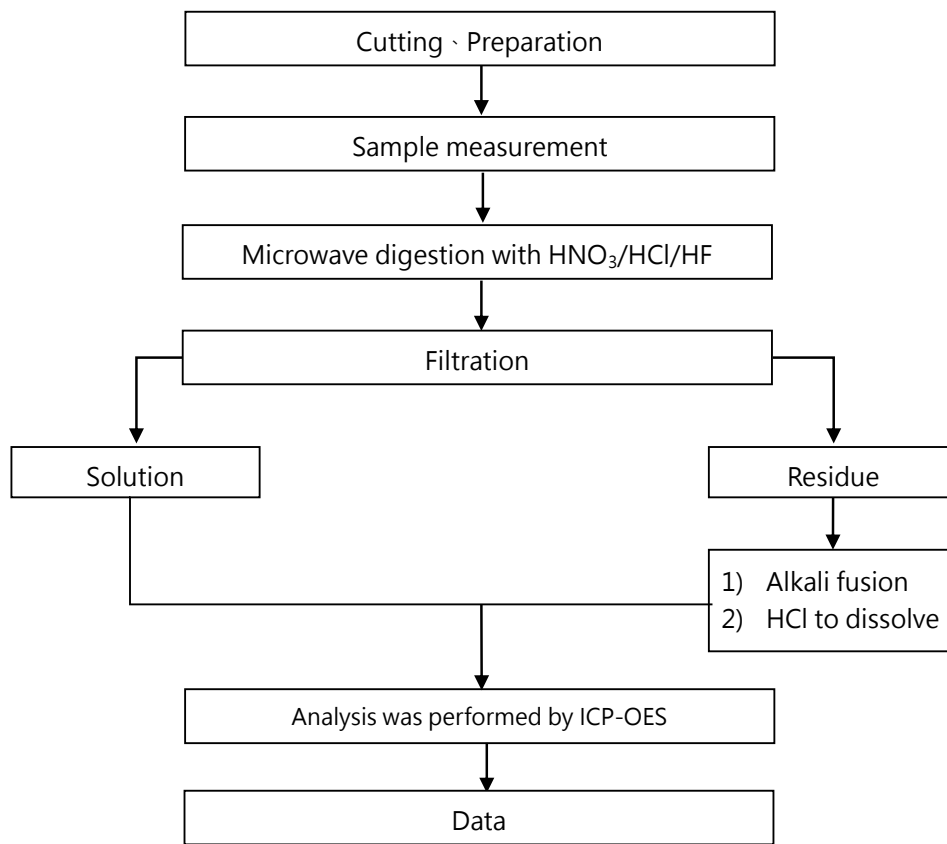 Cutting、Preparation
Sample measurement
Microwave digestion with HNO₃/HCl/HF
Filtration
Solution
Residue
1) Alkali fusion
2) HCl to dissolve
Analysis was performed by ICP-OES
Data